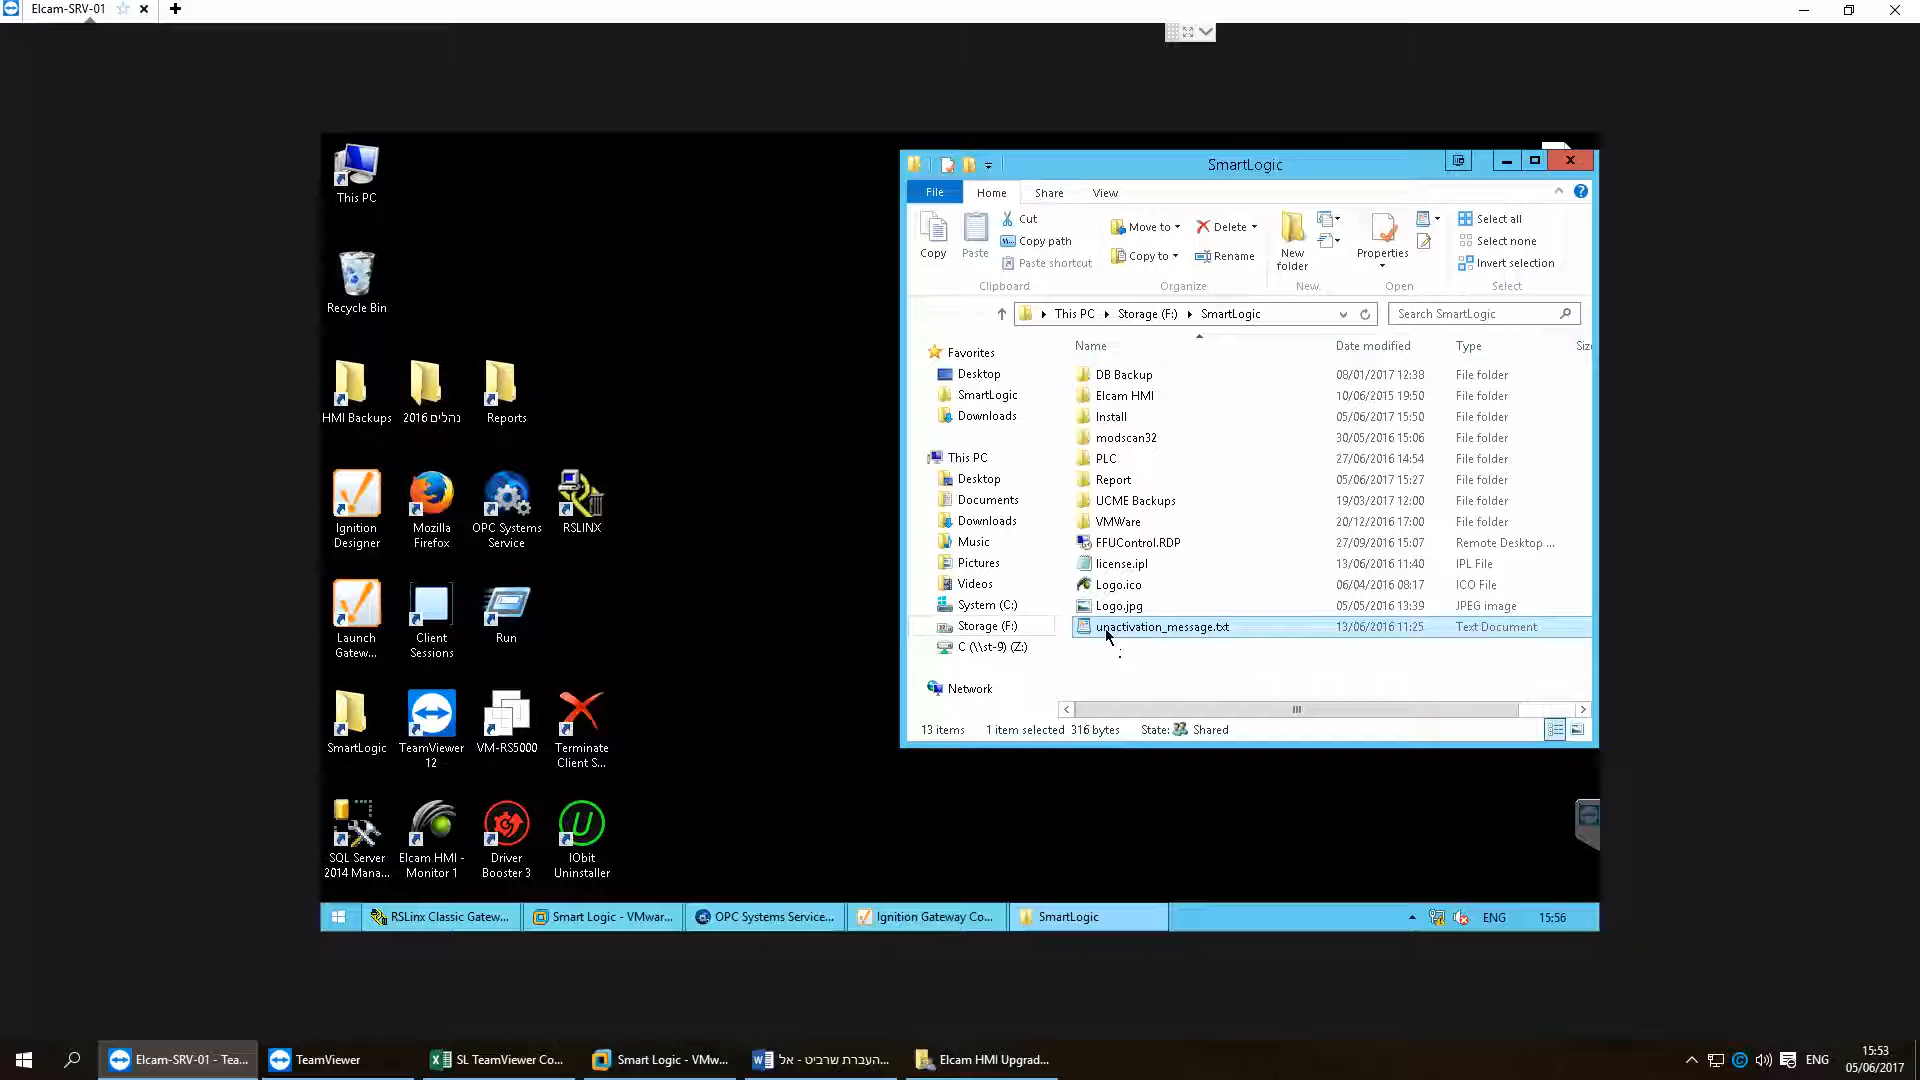 Elcam-SRV-01
SmartLogic
File
Home
Share
View
Copy
Paste
Cut
Copy path
Paste shortcut
Clipboard
Move to
Copy to
Delete
Rename
Organize
New
folder
New
Properties
Open
Select all
Select none
Invert selection
Select
This PC
Storage (F:)
SmartLogic
Search SmartLogic
Favorites
Desktop
SmartLogic
Downloads
This PC
Desktop
Documents
Downloads
Music
Pictures
Videos
System (C:)
Storage (F:)
C (\\st-9) (Z:)
Network
Name Date modified Type Siz
DB Backup 08/01/2017 12:38 File folder
Elcam HMI 10/06/2015 19:50 File folder
Install 05/06/2017 15:50 File folder
modscan32 30/05/2016 15:06 File folder
PLC 27/06/2016 14:54 File folder
Report 05/06/2017 15:27 File folder
UCME Backups 19/03/2017 12:00 File folder
VMWare 20/12/2016 17:00 File folder
FFUControl.RDP 27/09/2016 15:07 Remote Desktop ...
license.ipl 13/06/2016 11:40 IPL File
Logo.ico 06/04/2016 08:17 ICO File
Logo.jpg 05/05/2016 13:39 JPEG image
unactivation_message.txt 13/06/2016 11:25 Text Document
13 items 1 item selected 316 bytes State: Shared
This PC
Recycle Bin
HMI Backups
נהלים 2016
Reports
Ignition
Designer
Mozilla
Firefox
OPC Systems
Service
RSLINX
Launch
Gatew...
Client
Sessions
Run
SmartLogic
TeamViewer
12
VM-RS5000
Terminate
Client S...
SQL Server
2014 Mana...
Elcam HMI -
Monitor 1
Driver
Booster 3
IObit
Uninstaller
RSLinx Classic Gatew...
Smart Logic - VMwar...
OPC Systems Service...
Ignition Gateway Co...
SmartLogic
ENG
15:56
Elcam-SRV-01 - Tea...
TeamViewer
SL TeamViewer Co...
Smart Logic - VMw...
העברת שרביט - אל...
Elcam HMI Upgrad...
ENG
15:53
05/06/2017